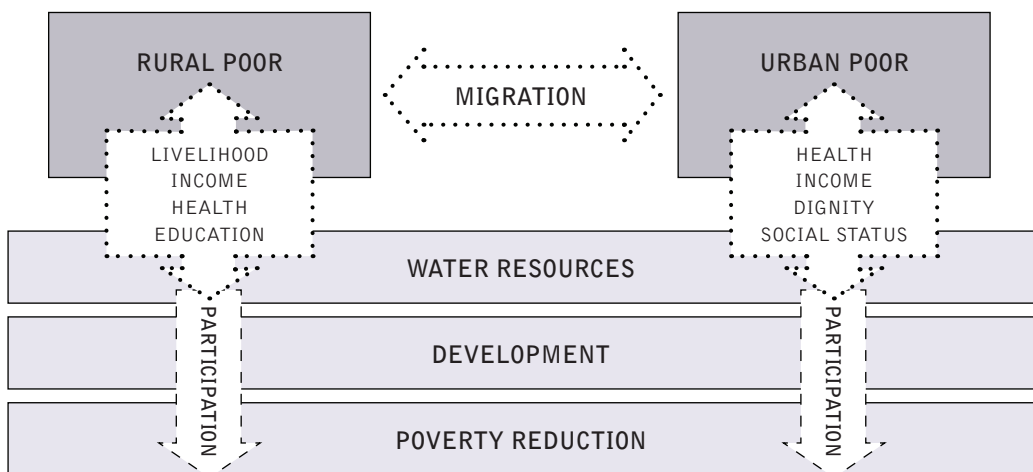 RURAL POOR
MIGRATION
URBAN POOR
LIVELIHOOD
INCOME
HEALTH
EDUCATION
HEALTH
INCOME
DIGNITY
SOCIAL STATUS
WATER RESOURCES
PARTICIPATION
PARTICIPATION
DEVELOPMENT
POVERTY REDUCTION